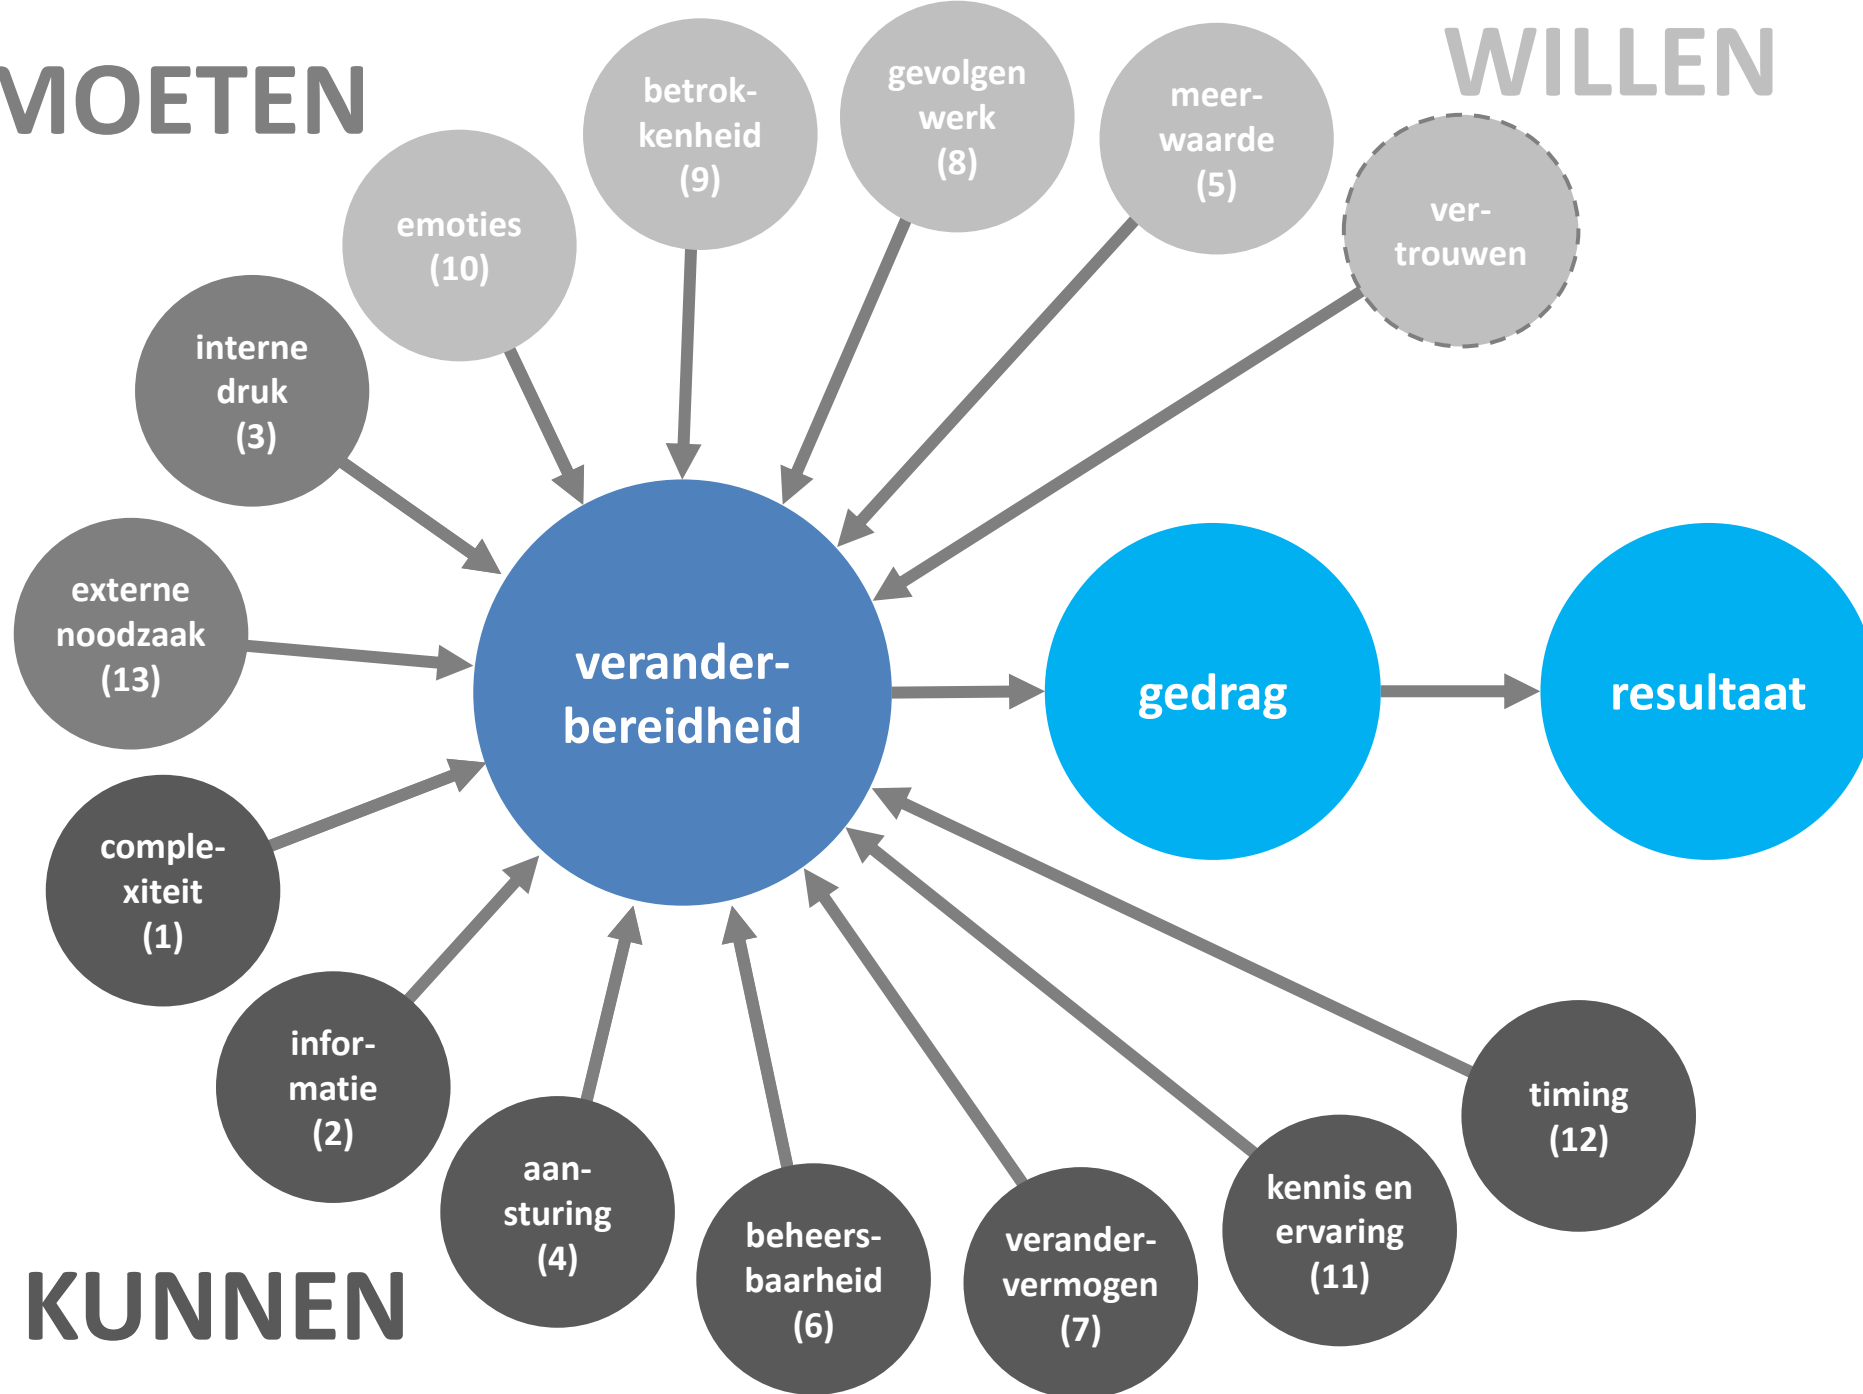 MOETEN
WILLEN
betrok-
kenheid
(9)
gevolgen
werk
(8)
meer-
waarde
(5)
ver-
trouwen
emoties
(10)
interne
druk
(3)
externe
noodzaak
(13)
verander-
bereidheid
gedrag
resultaat
comple-
xiteit
(1)
infor-
matie
(2)
aan-
sturing
(4)
beheers-
baarheid
(6)
verander-
vermogen
(7)
kennis en
ervaring
(11)
timing
(12)
KUNNEN